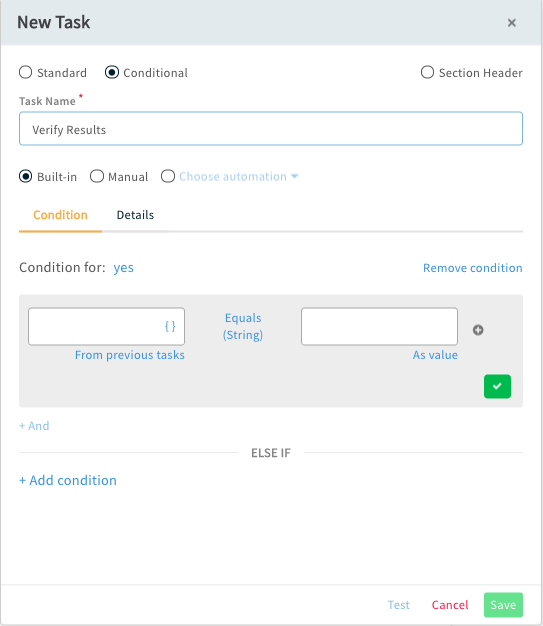 New Task ×
Standard Conditional Section Header
Task Name *
Verify Results
Built-in Manual Choose automation
Condition Details
Condition for: yes Remove condition
{ } Equals
(String)
From previous tasks As value
+ And
ELSE IF
+ Add condition
Test Cancel Save